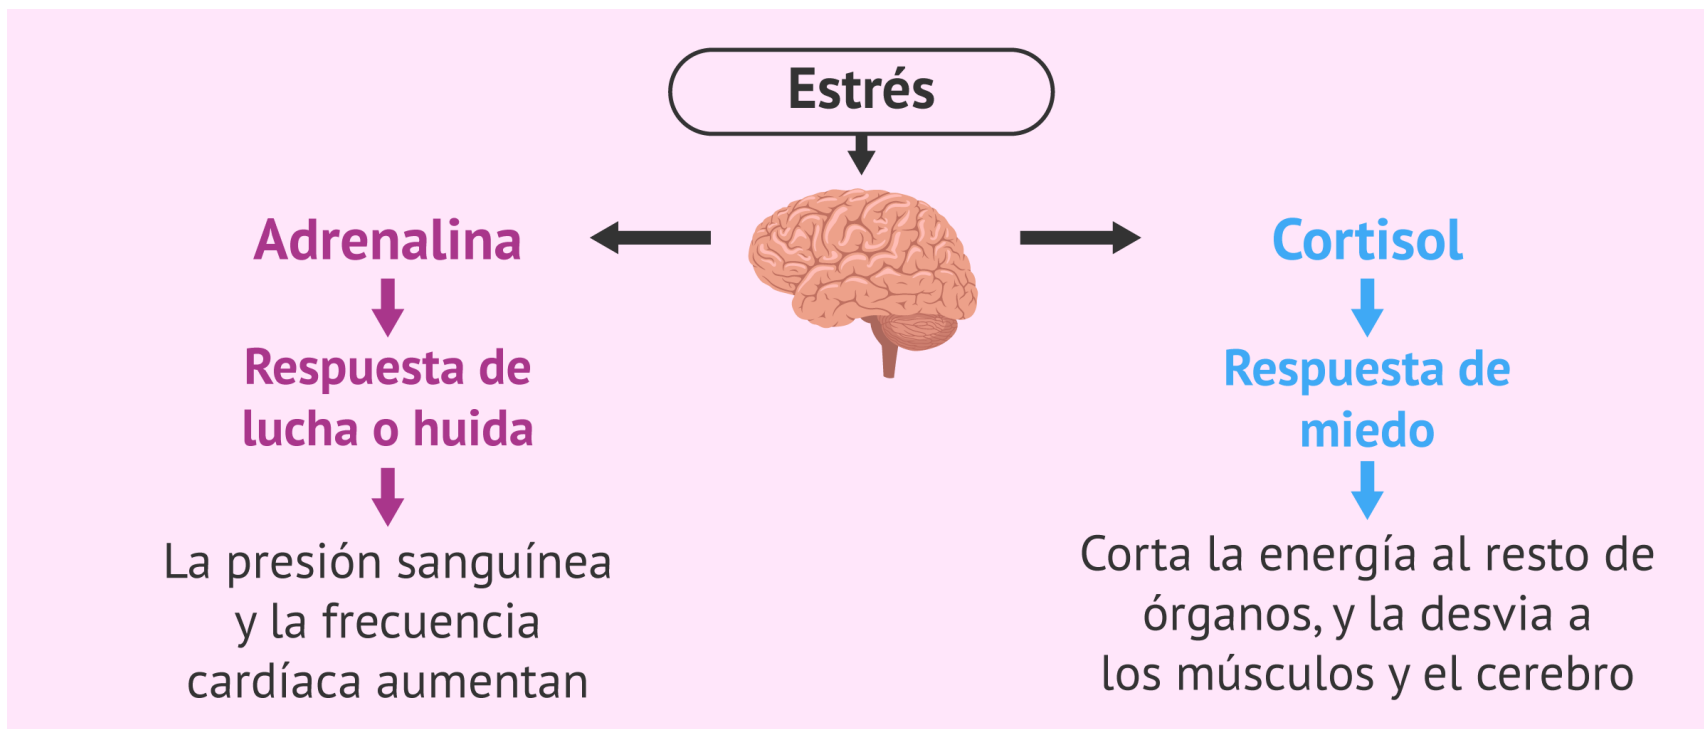 Estrés
Adrenalina
Cortisol
Respuesta de
lucha o huida
Respuesta de
miedo
La presión sanguínea
y la frecuencia
cardíaca aumentan
Corta la energía al resto de
órganos, y la desvia a
los músculos y el cerebro